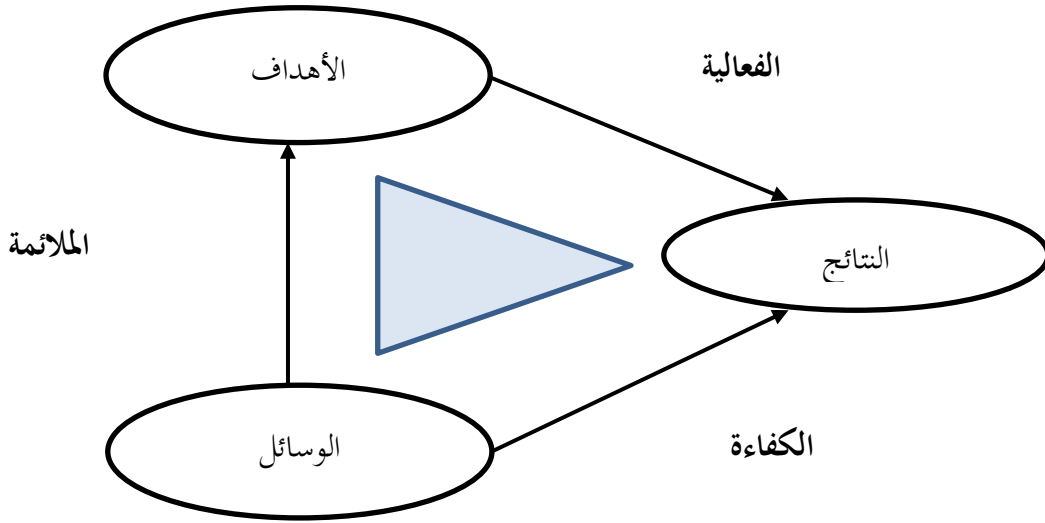 الأهداف
الفعالية
الملائمة
النتائج
الوسائل
الكفاءة